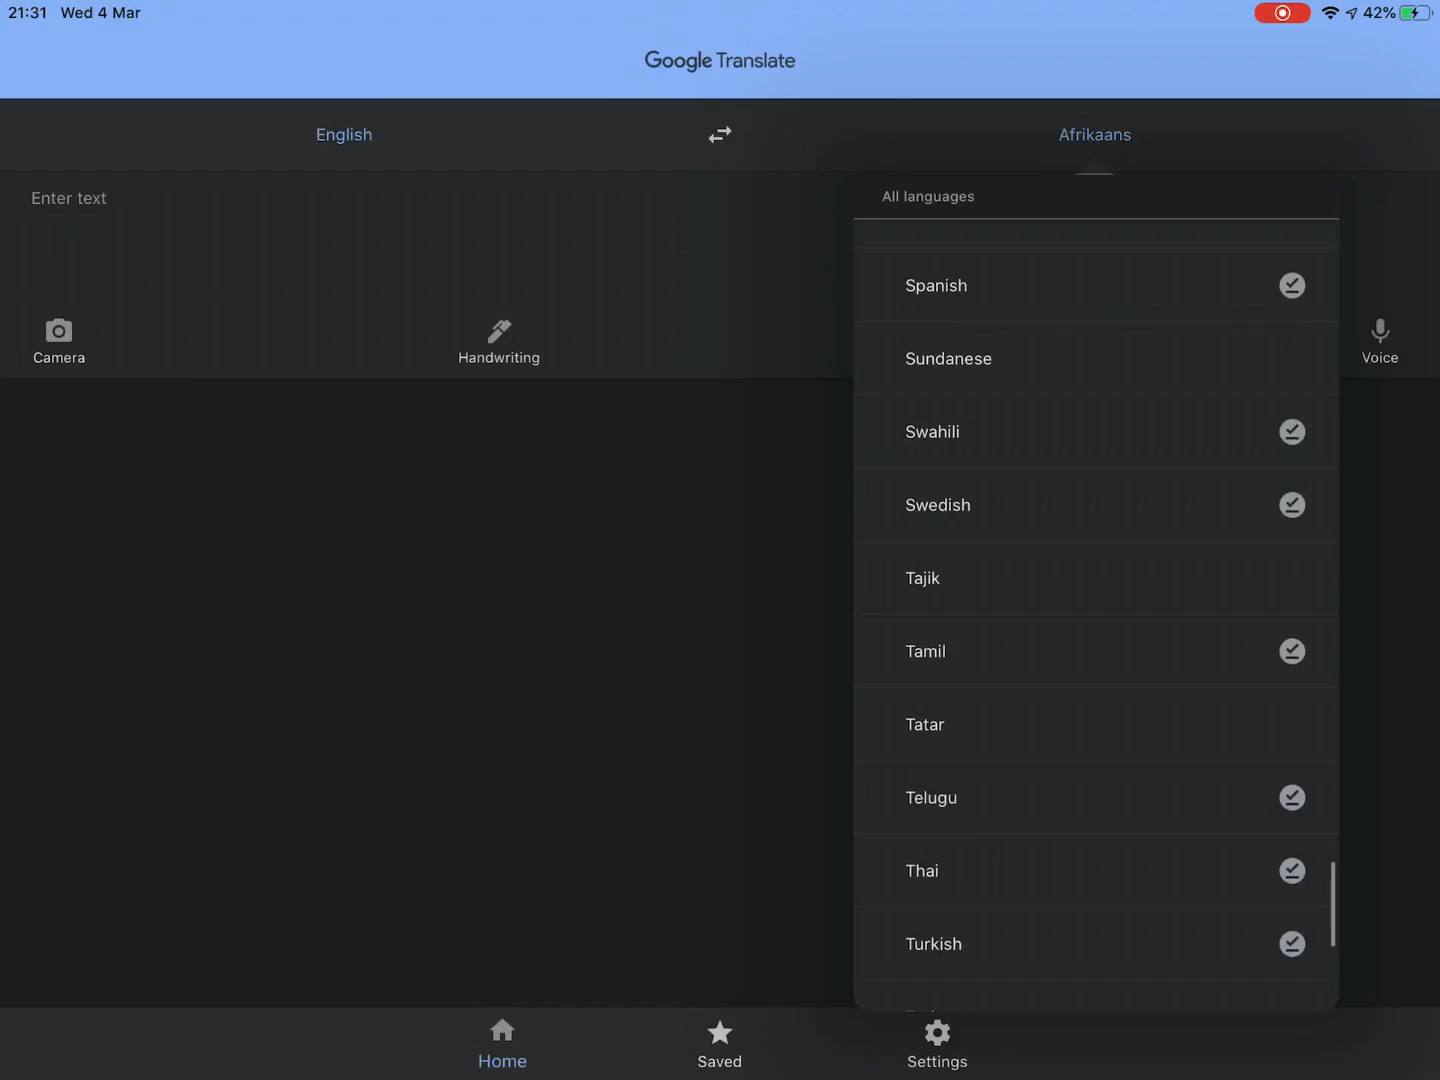 21:31 Wed 4 Mar
42%
Google Translate
English
Afrikaans
Enter text
All languages
Camera
Handwriting
Voice
Spanish
Sundanese
Swahili
Swedish
Tajik
Tamil
Tatar
Telugu
Thai
Turkish
Home
Saved
Settings